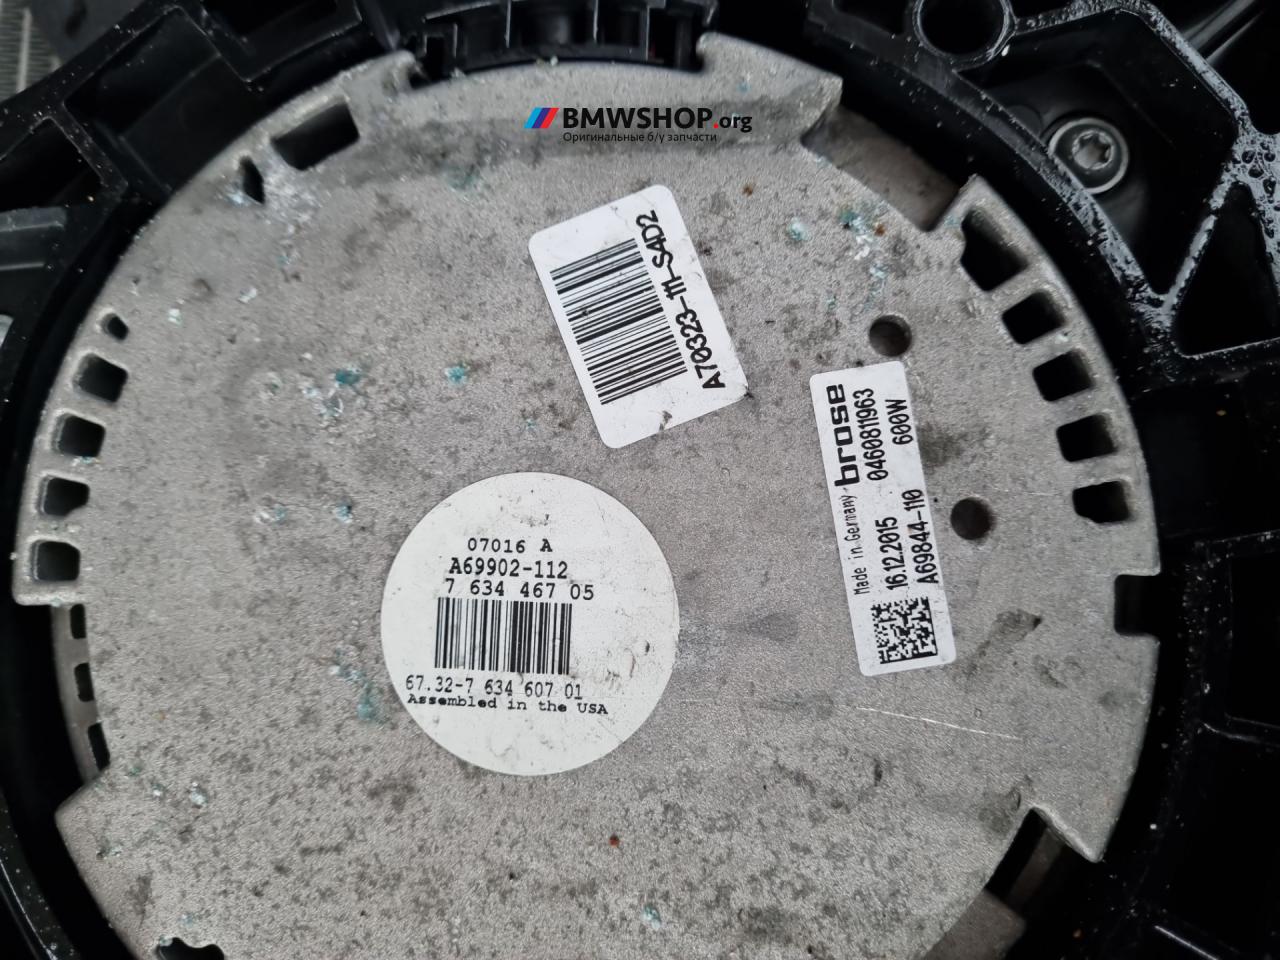 BMWSHOP.org
Оригинальные б/у запчасти
A70323-111-S4D2
brose
Made in Germany
0460811963
600W
16.12.2015
A69844-110
07016 A
A69902-112
7 634 467 05
67.32-7 634 607 01
Assembled in the USA